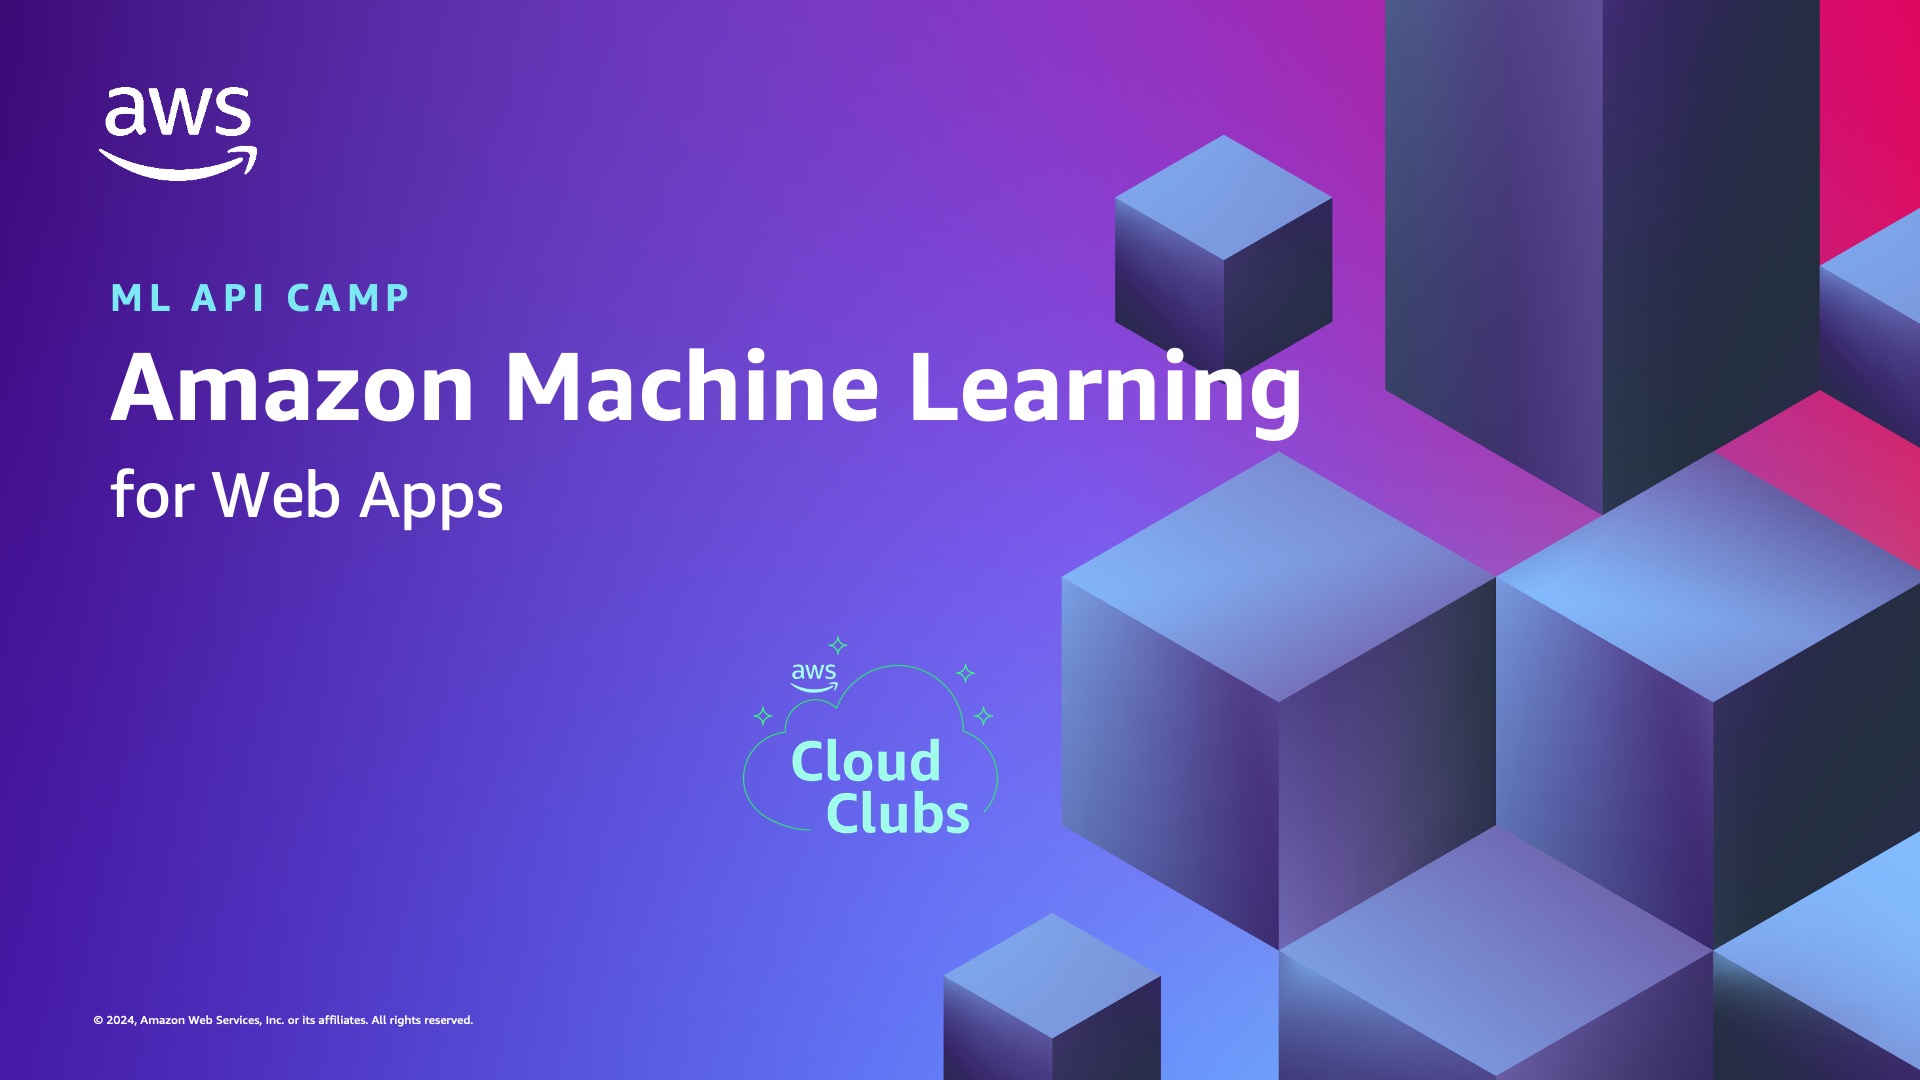 aws
ML API CAMP
Amazon Machine Learning
for Web Apps
aws
Cloud
Clubs
© 2024, Amazon Web Services, Inc. or its affiliates. All rights reserved.